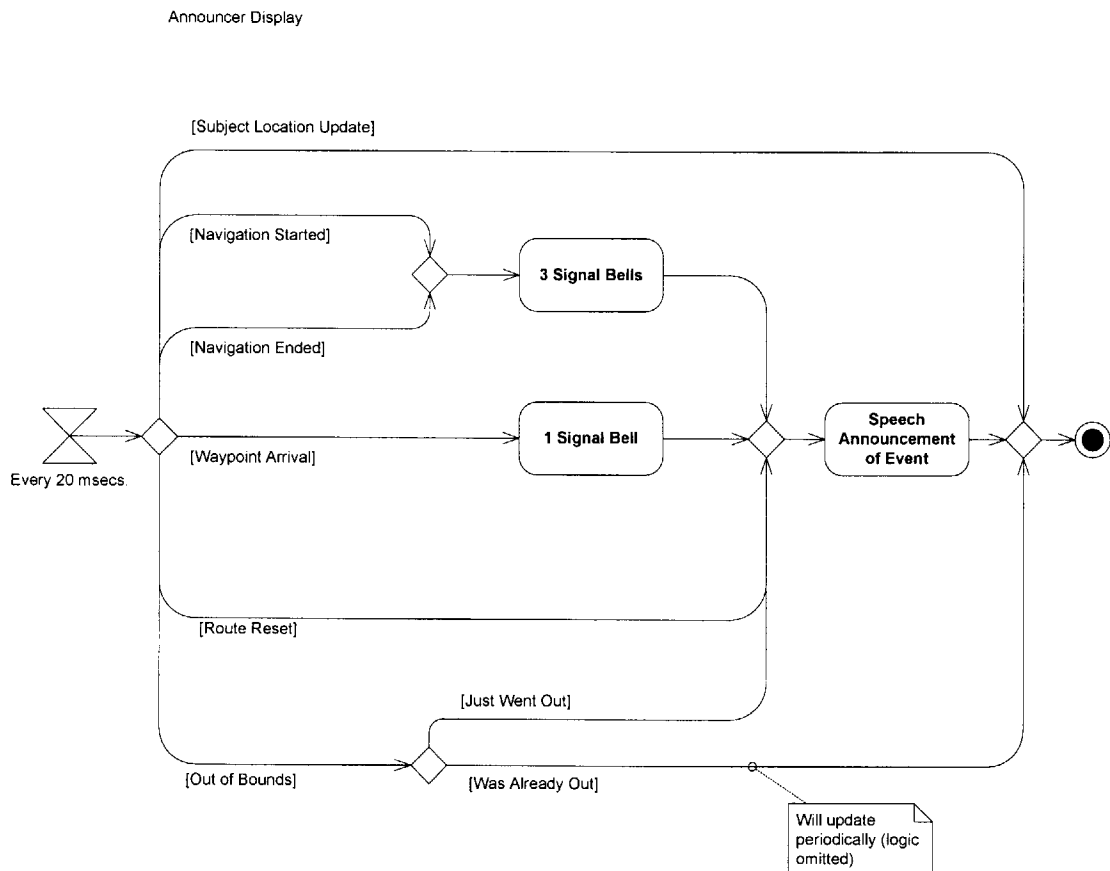 Announcer Display
[Subject Location Update]
[Navigation Started]
3 Signal Bells
[Navigation Ended]
1 Signal Bell
Speech
Announcement
of Event
[Waypoint Arrival]
Every 20 msecs.
[Route Reset]
[Just Went Out]
[Out of Bounds]
[Was Already Out]
Will update
periodically (logic
omitted)